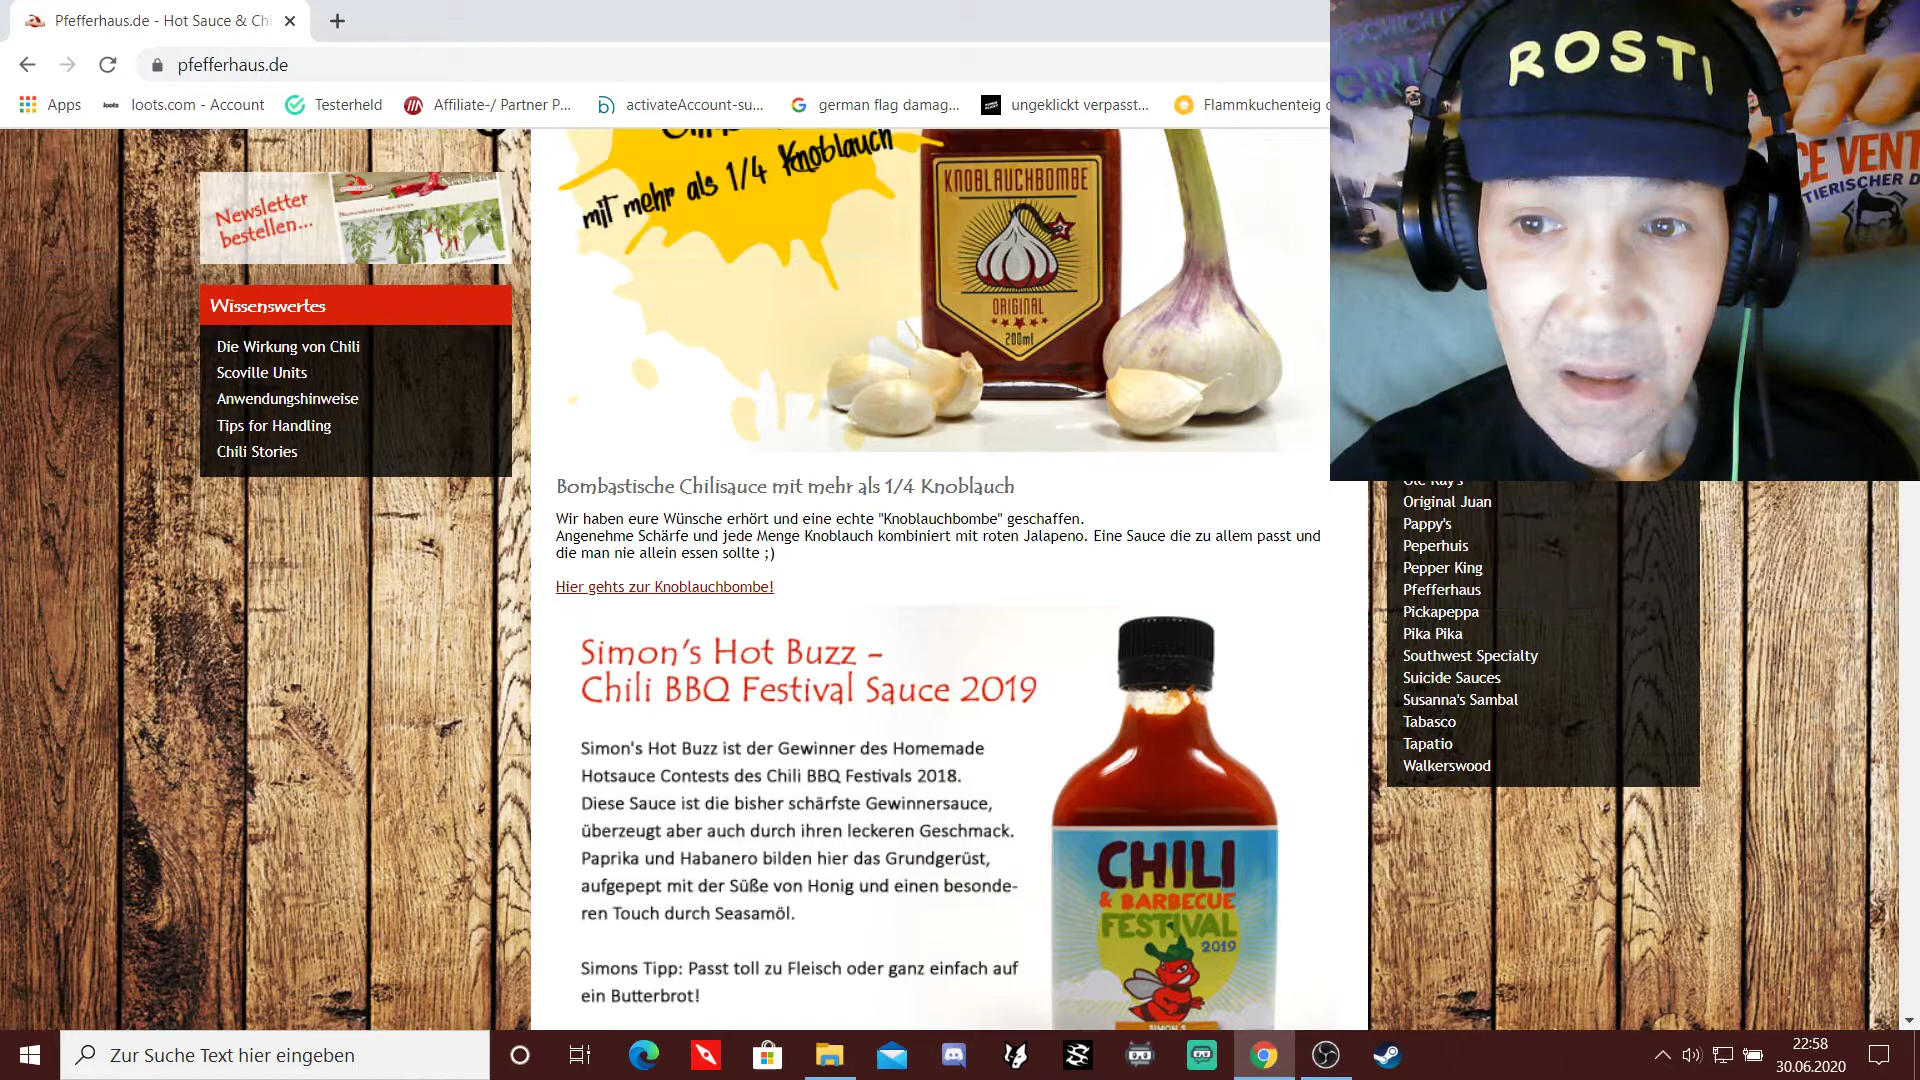 Pfefferhaus.de - Hot Sauce & Chi
pfefferhaus.de
Apps
loots
loots.com - Account
Testerheld
Affiliate-/ Partner P...
activateAccount-su...
german flag damag...
ungeklickt verpasst...
Flammkuchenteig
ROSTI
GESCHICHTE
CE VENT
TIERISCHER D
mit mehr als 1/4 Knoblauch
KNOBLAUCHBOMBE
ORIGINAL
200ml
Newsletter
bestellen...
Wissenswertes
Die Wirkung von Chili
Scoville Units
Anwendungshinweise
Tips for Handling
Chili Stories
Bombastische Chilisauce mit mehr als 1/4 Knoblauch
Wir haben eure Wünsche erhört und eine echte "Knoblauchbombe" geschaffen.
Angenehme Schärfe und jede Menge Knoblauch kombiniert mit roten Jalapeno. Eine Sauce die zu allem passt und
die man nie allein essen sollte ;)
Hier gehts zur Knoblauchbombe!
Simon's Hot Buzz -
Chili BBQ Festival Sauce 2019
Simon's Hot Buzz ist der Gewinner des Homemade
Hotsauce Contests des Chili BBQ Festivals 2018.
Diese Sauce ist die bisher schärfste Gewinnersauce,
überzeugt aber auch durch ihren leckeren Geschmack.
Paprika und Habanero bilden hier das Grundgerüst,
aufgepept mit der Süße von Honig und einen besonde-
ren Touch durch Seasamöl.
Simons Tipp: Passt toll zu Fleisch oder ganz einfach auf
ein Butterbrot!
CHILI
& BARBECUE
FESTIVAL
2019
SIMON'S
Ole Ray's
Original Juan
Pappy's
Peperhuis
Pepper King
Pfefferhaus
Pickapeppa
Pika Pika
Southwest Specialty
Suicide Sauces
Susanna's Sambal
Tabasco
Tapatio
Walkerswood
Zur Suche Text hier eingeben
22:58
30.06.2020